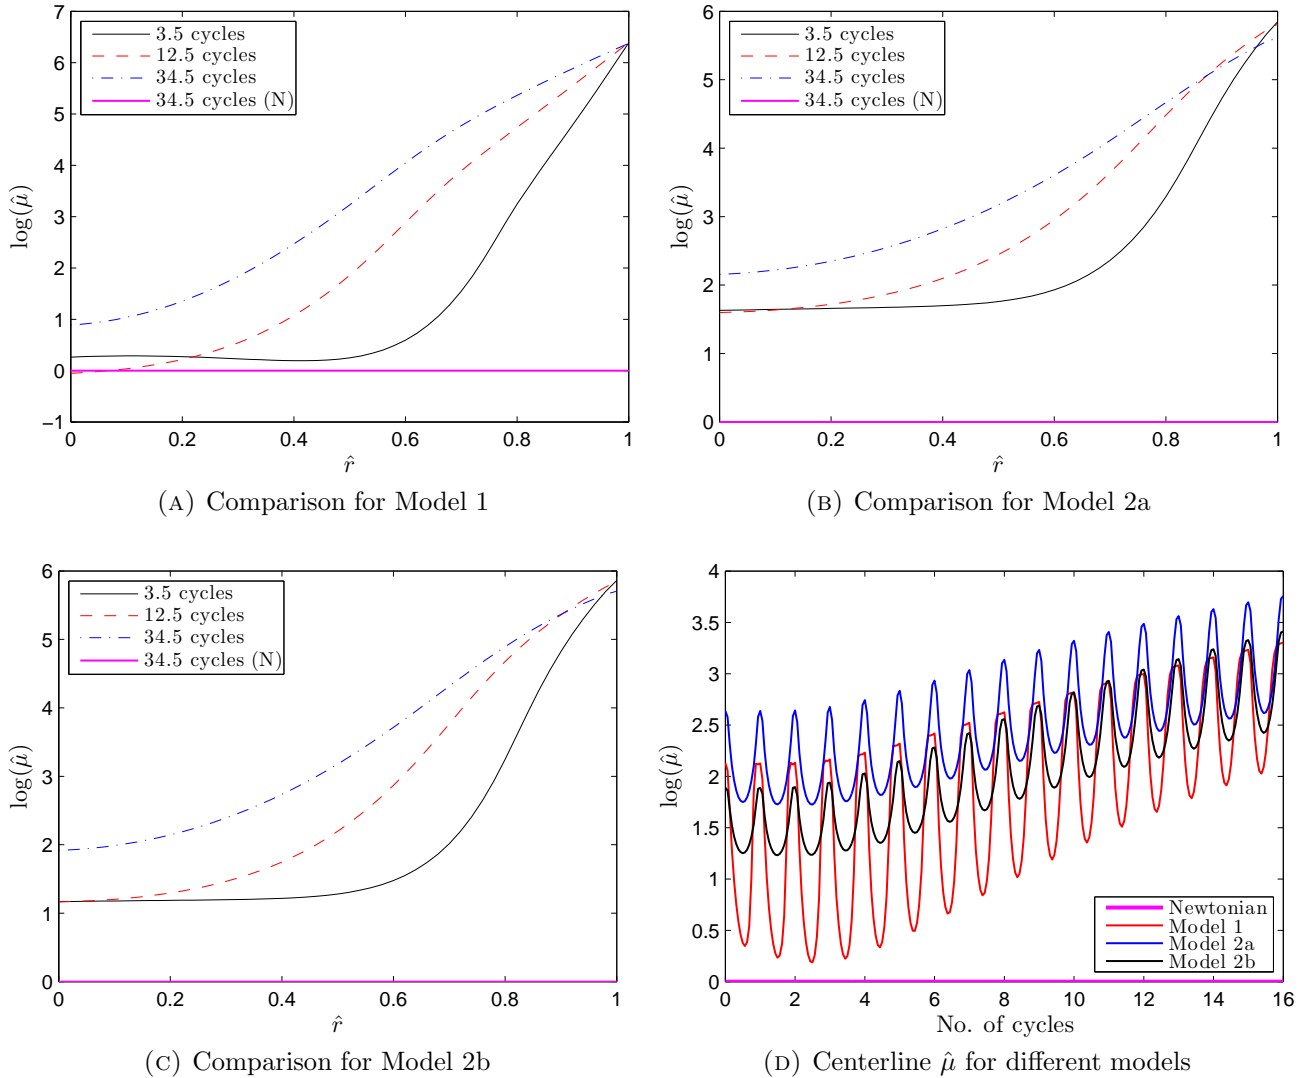 7
6
5
4
3
2
1
0
−1
log(μ̂)
3.5 cycles
12.5 cycles
34.5 cycles
34.5 cycles (N)
0 0.2 0.4 0.6 0.8 1
r̂
(A) Comparison for Model 1
6
5
4
3
2
1
0
log(μ̂)
3.5 cycles
12.5 cycles
34.5 cycles
34.5 cycles (N)
0 0.2 0.4 0.6 0.8 1
r̂
(B) Comparison for Model 2a
6
5
4
3
2
1
0
log(μ̂)
3.5 cycles
12.5 cycles
34.5 cycles
34.5 cycles (N)
0 0.2 0.4 0.6 0.8 1
r̂
(C) Comparison for Model 2b
4
3.5
3
2.5
2
1.5
1
0.5
0
log(μ̂)
Newtonian
Model 1
Model 2a
Model 2b
0 2 4 6 8 10 12 14 16
No. of cycles
(D) Centerline μ̂ for different models